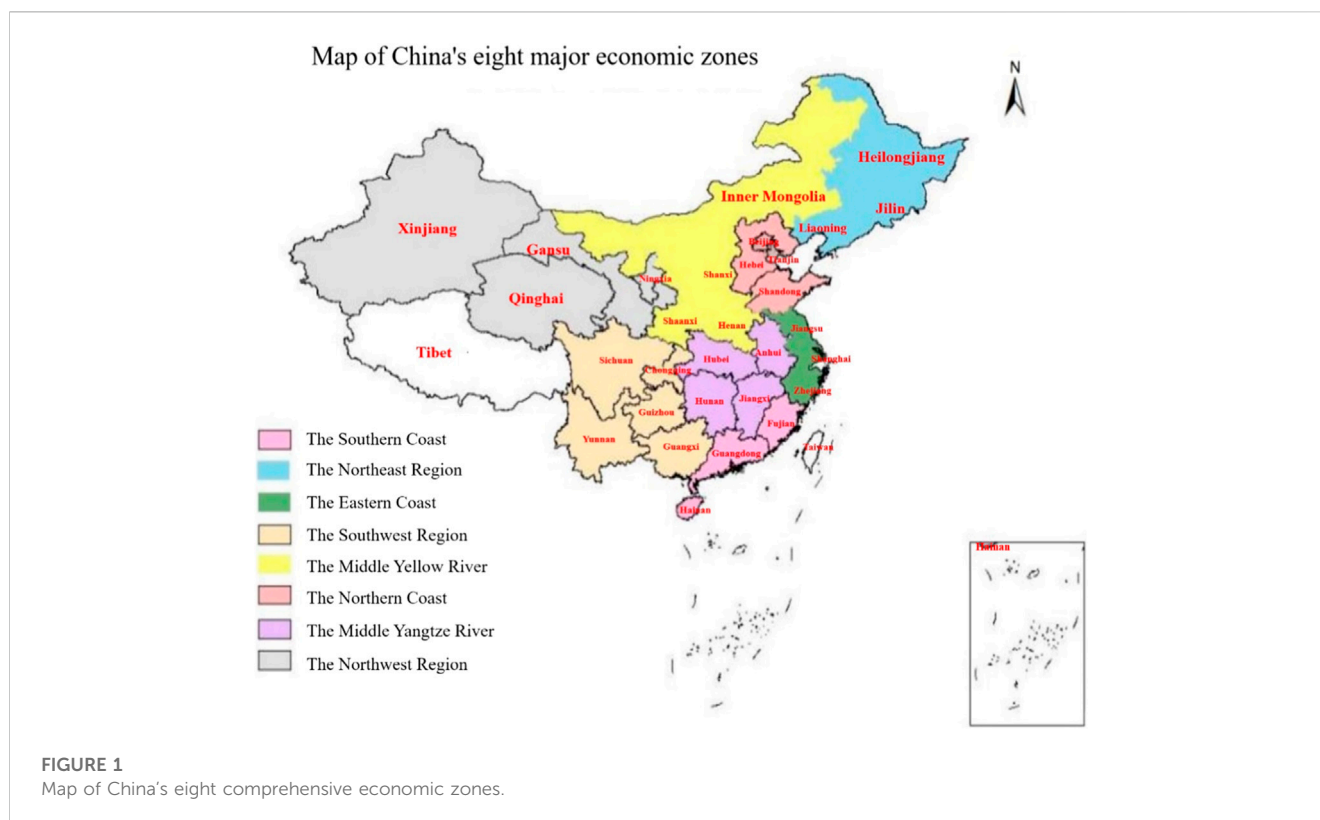 Map of China's eight major economic zones
N
Heilongjiang
Inner Mongolia
Jilin
Xinjiang
Liaoning
Gansu
Beijing
Tianjin
Hebei
Shanxi
Ningxia
Qinghai
Shandong
Shaanxi
Henan
Jiangsu
Tibet
Sichuan
Hubei
Anhui
Shanghai
Chongqing
Zhejiang
Hunan
Jiangxi
Guizhou
Fujian
Yunnan
Guangxi
Guangdong
Taiwan
Hainan
The Southern Coast
The Northeast Region
The Eastern Coast
The Southwest Region
The Middle Yellow River
The Northern Coast
The Middle Yangtze River
The Northwest Region
Hainan
FIGURE 1
Map of China's eight comprehensive economic zones.